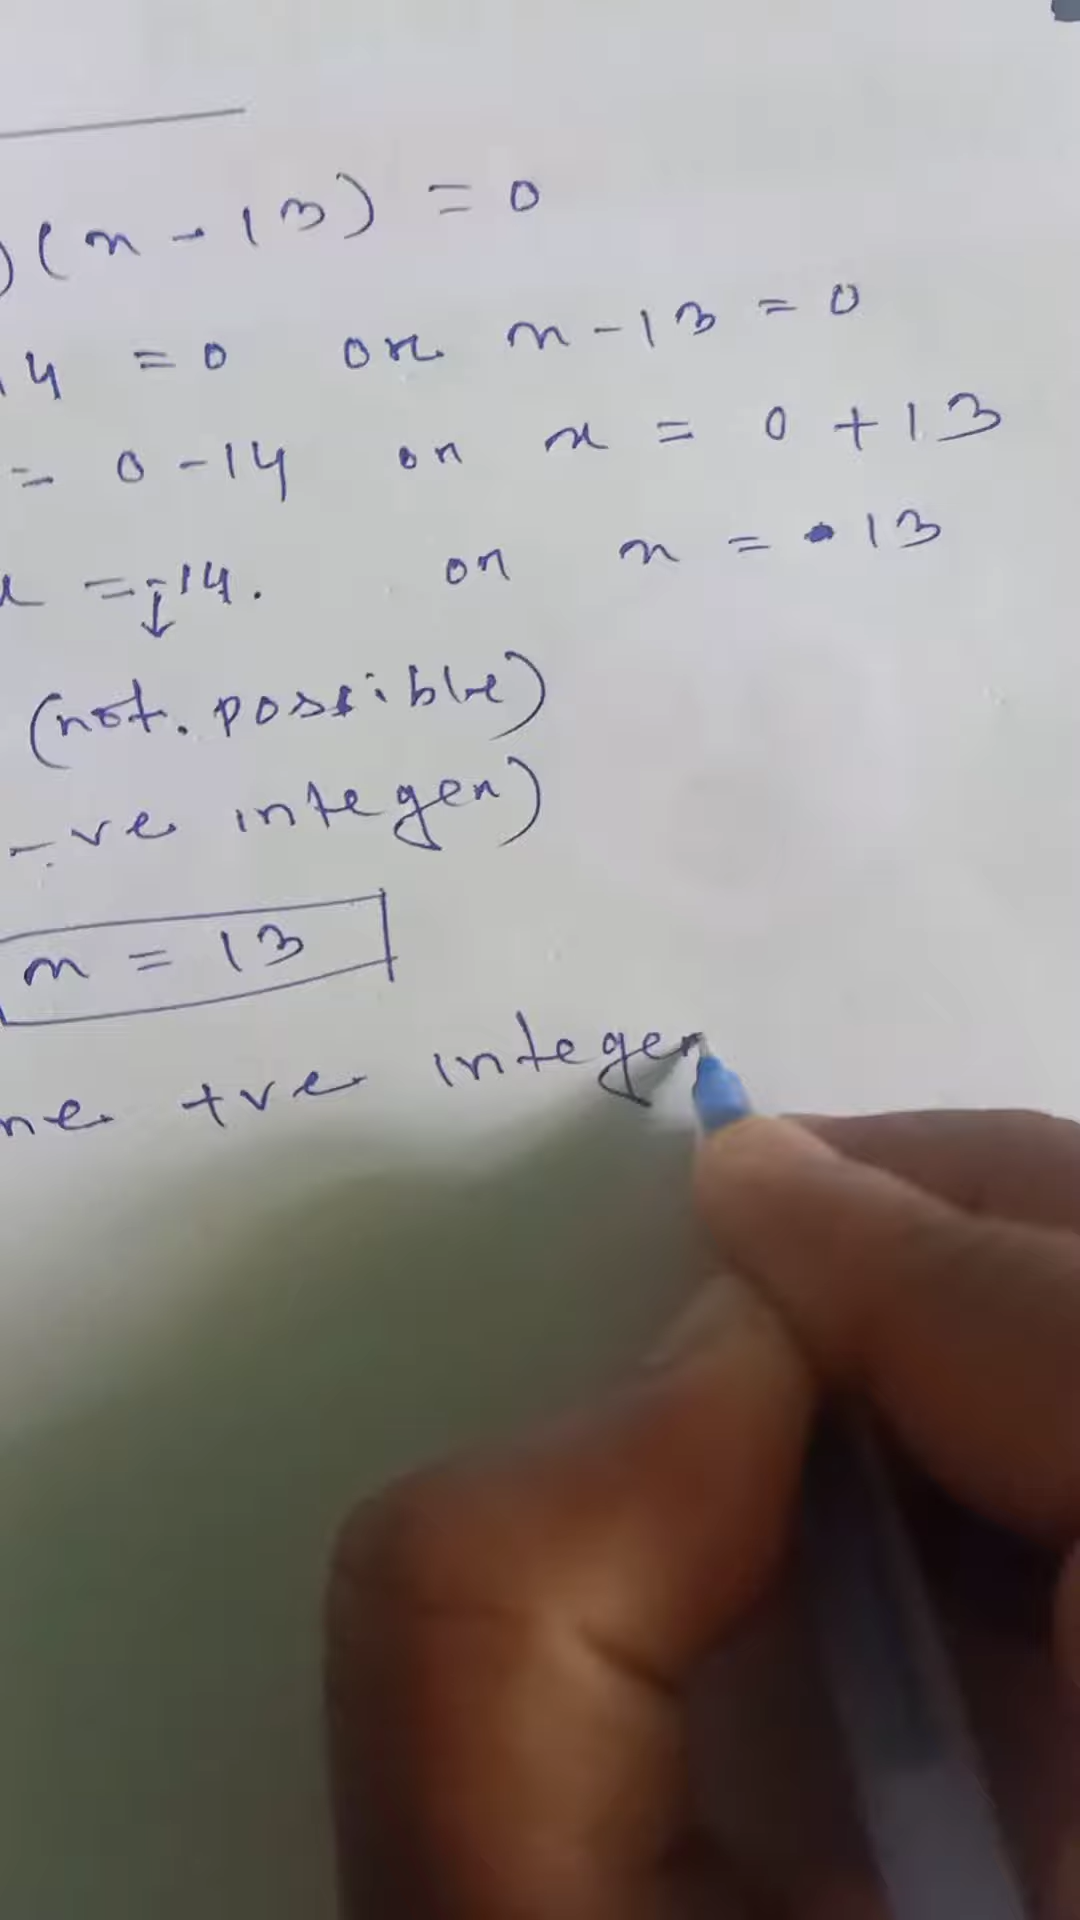 ) (x - 13) = 0
14 = 0 or x - 13 = 0
= 0 - 14 or x = 0 + 13
x = -14. or x = 13
(not. possible)
-ve integer)
x = 13
ne +ve integer